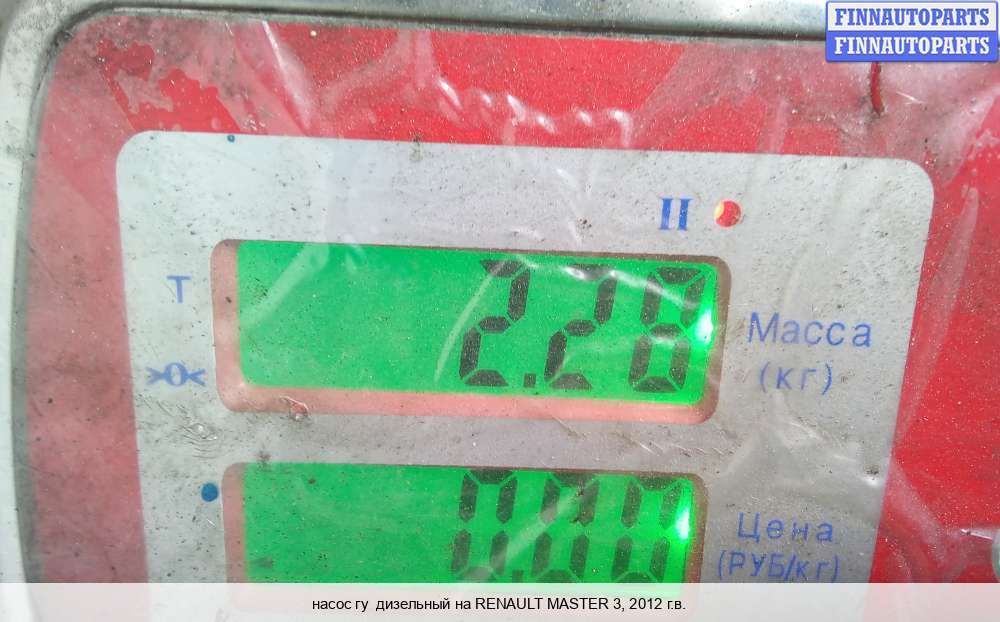 FINNAUTOPARTS
FINNAUTOPARTS
II
T
2.28
Масса
(кг)
>0<
0.00
Цена
(РУБ/кг)
насос гу дизельный на RENAULT MASTER 3, 2012 г.в.